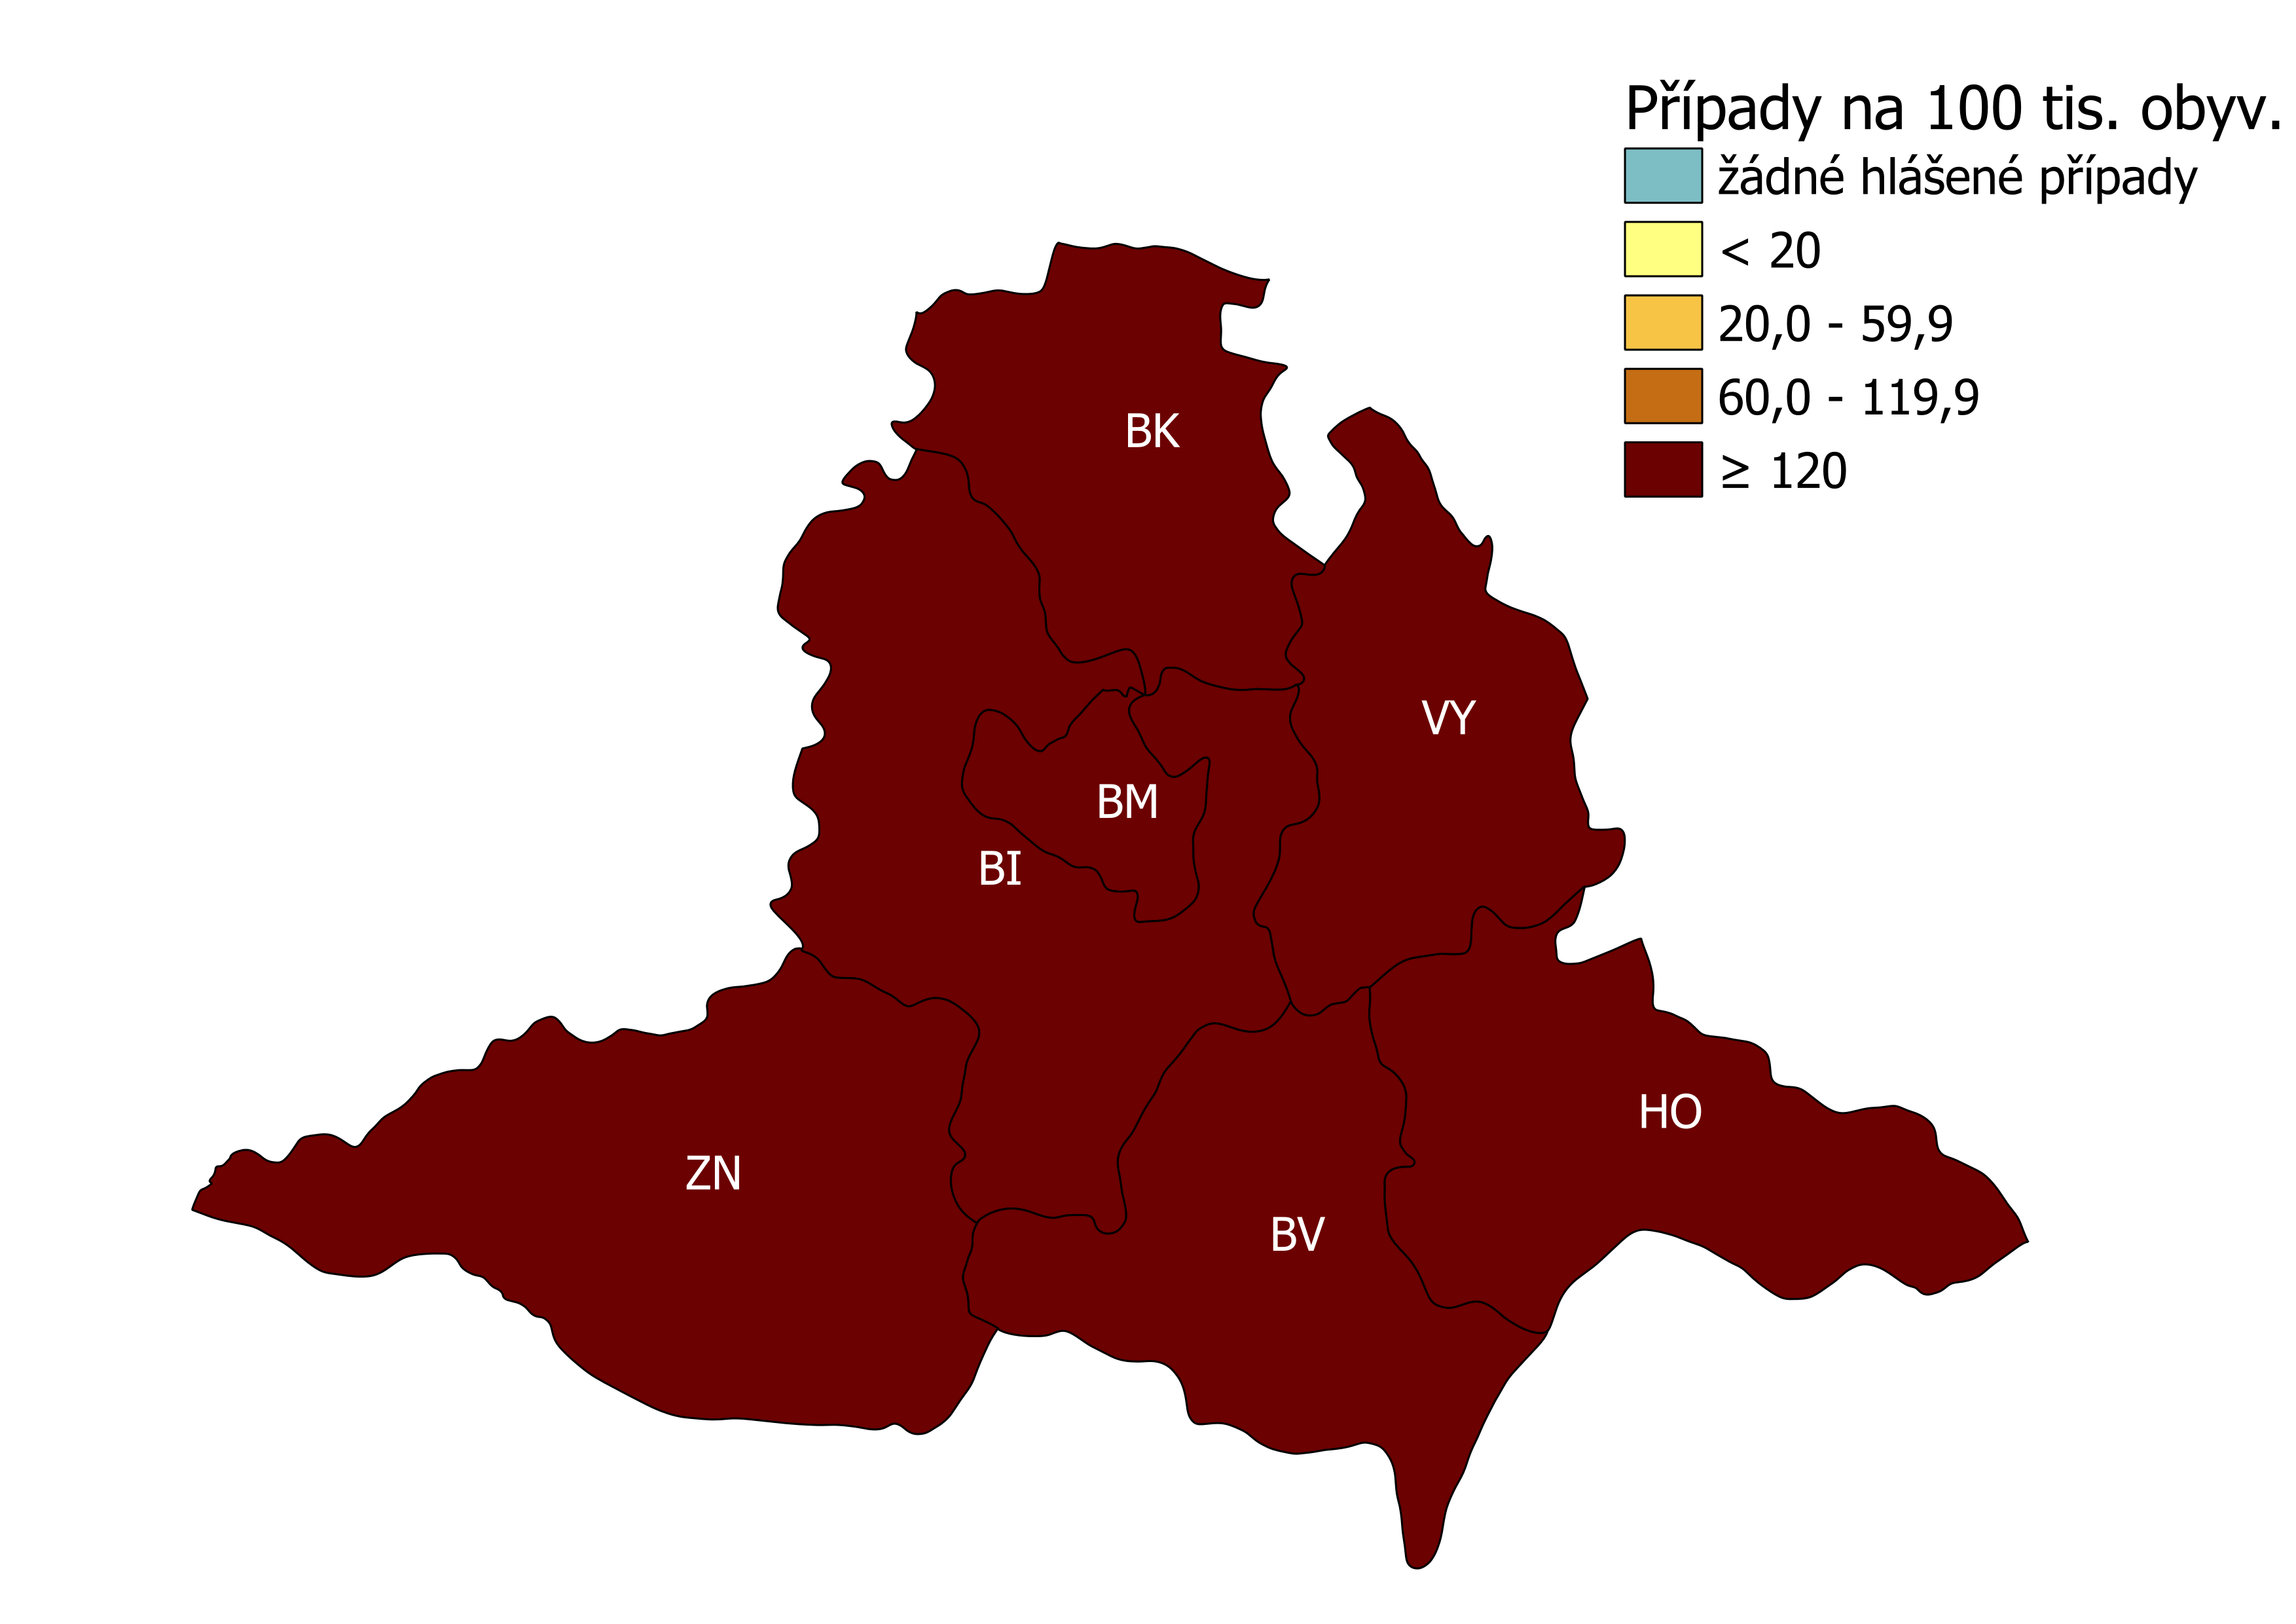 Případy na 100 tis. obyv.
žádné hlášené případy
< 20
20,0 - 59,9
60,0 - 119,9
≥ 120
BK
VY
BM
BI
HO
ZN
BV